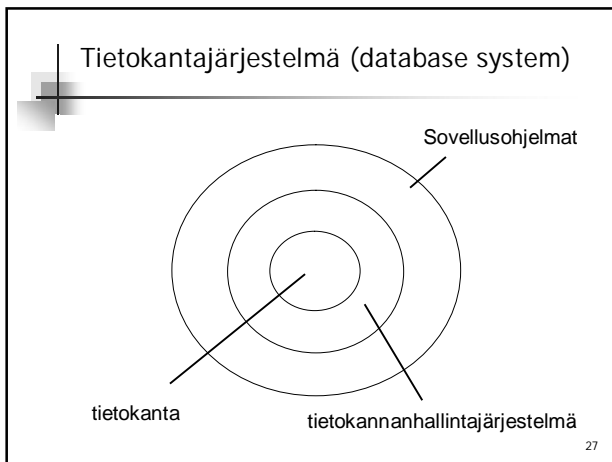 Tietokantajärjestelmä (database system)
Sovellusohjelmat
tietokanta
tietokannanhallintajärjestelmä
27